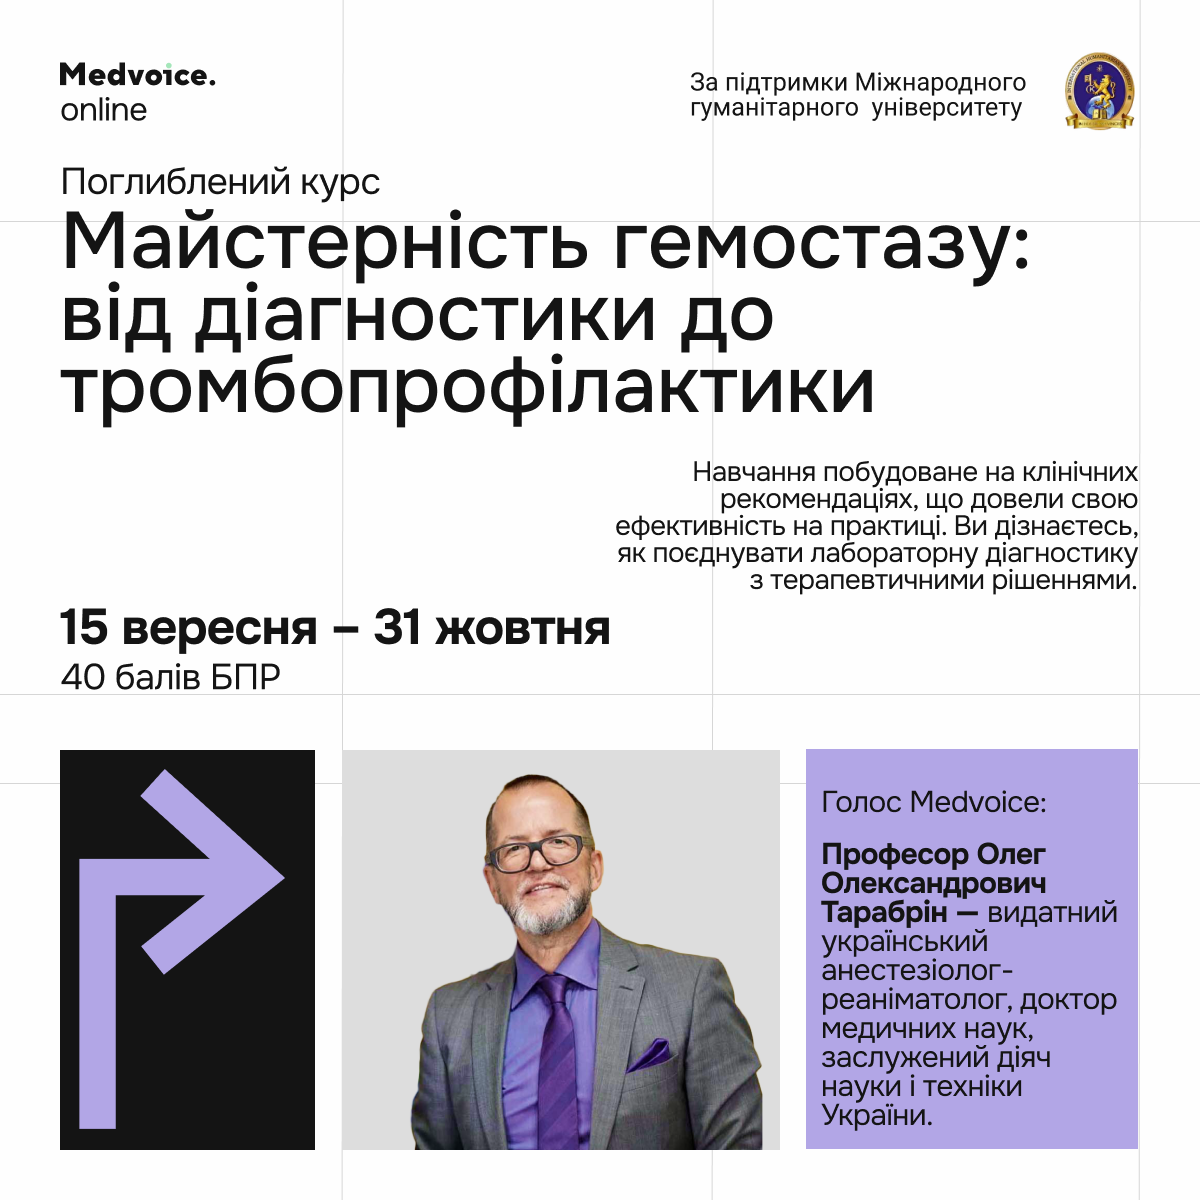 Medvoice.
online
За підтримки Міжнародного
гуманітарного університету
Поглиблений курс
Майстерність гемостазу:
від діагностики до
тромбопрофілактики
Навчання побудоване на клінічних
рекомендаціях, що довели свою
ефективність на практиці. Ви дізнаєтесь,
як поєднувати лабораторну діагностику
з терапевтичними рішеннями.
15 вересня – 31 жовтня
40 балів БПР
Голос Medvoice:
Професор Олег
Олександрович
Тарабрін — видатний
український
анестезіолог-
реаніматолог, доктор
медичних наук,
заслужений діяч
науки і техніки
України.
INTERNATIONAL HUMANITARIAN UNIVERSITY